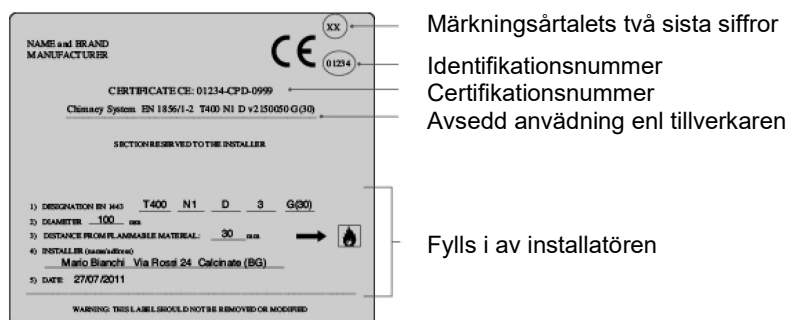 XX
Märkningsårtalets två sista siffror
NAME and BRAND
MANUFACTURER
CE
01234
Identifikationsnummer
CERTIFICATE CE: 01234-CPD-0999
Certifikationsnummer
Chimney System EN 1856/1-2 T400 N1 D v2150050 G(30)
Avsedd anvädning enl tillverkaren
SECTION RESERVED TO THE INSTALLER
1) DESIGNATION EN 1443 T400 N1 D 3 G(30)
2) DIAMETER 100 mm
3) DISTANCE FROM FLAMMABLE MATERIAL: 30 mm
4) INSTALLER (name/adress)
Fylls i av installatören
Mario Bianchi Via Rossi 24 Calcinate (BG)
5) DATE 27/07/2011
WARNING: THIS LABEL SHOULD NOT BE REMOVED OR MODIFIED